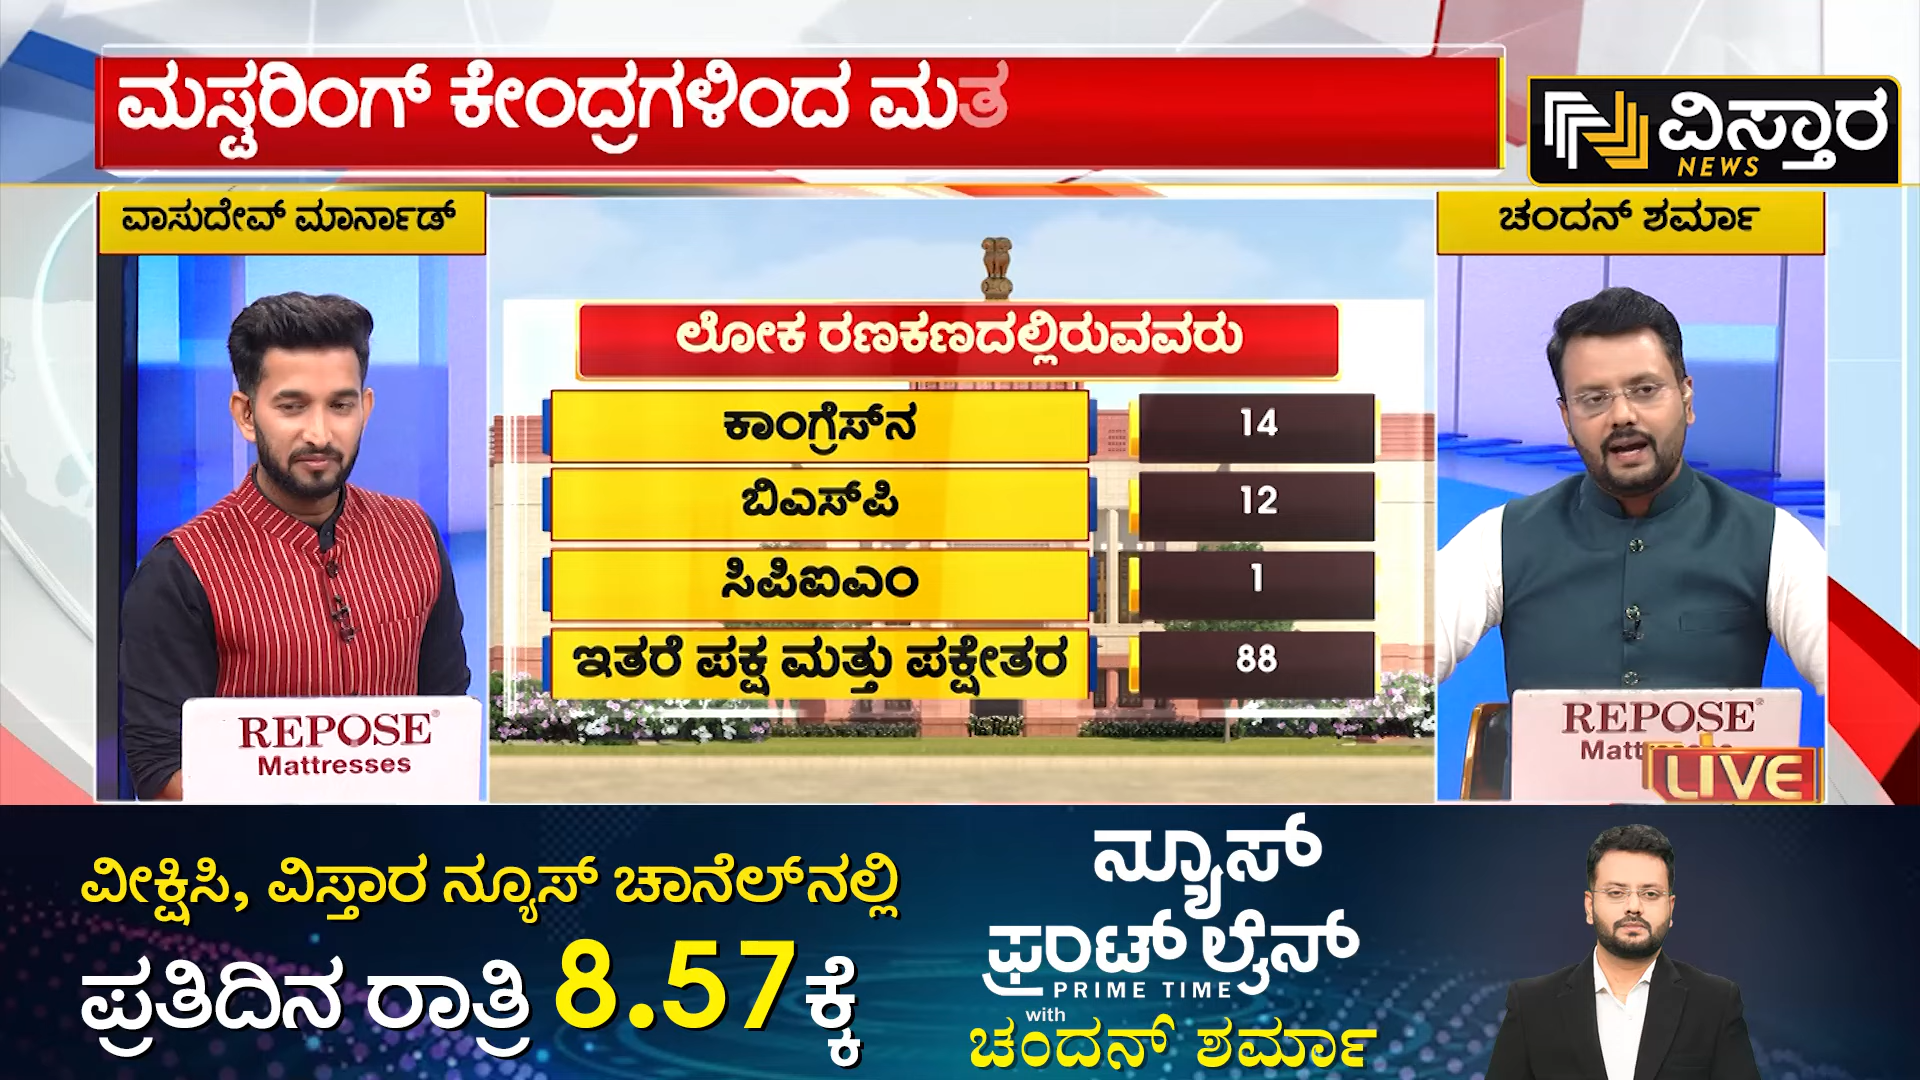 ಮಸ್ಟರಿಂಗ್ ಕೇಂದ್ರಗಳಿಂದ ಮತ
ವಿಸ್ತಾರ
NEWS
ವಾಸುದೇವ್ ಮಾರ್ನಾಡ್
ಚಂದನ್ ಶರ್ಮಾ
ಲೋಕ ರಣಕಣದಲ್ಲಿರುವವರು
ಕಾಂಗ್ರೆಸ್‌ನ 14
ಬಿಎಸ್‌ಪಿ 12
ಸಿಪಿಐಎಂ 1
ಇತರೆ ಪಕ್ಷ ಮತ್ತು ಪಕ್ಷೇತರ 88
REPOSE
Mattresses
REPOSE
LIVE
ವೀಕ್ಷಿಸಿ, ವಿಸ್ತಾರ ನ್ಯೂಸ್ ಚಾನೆಲ್‌ನಲ್ಲಿ
ಪ್ರತಿದಿನ ರಾತ್ರಿ 8.57ಕ್ಕೆ
ನ್ಯೂಸ್
ಫ್ರಂಟ್ ಲೈನ್
PRIME TIME
with
ಚಂದನ್ ಶರ್ಮಾ